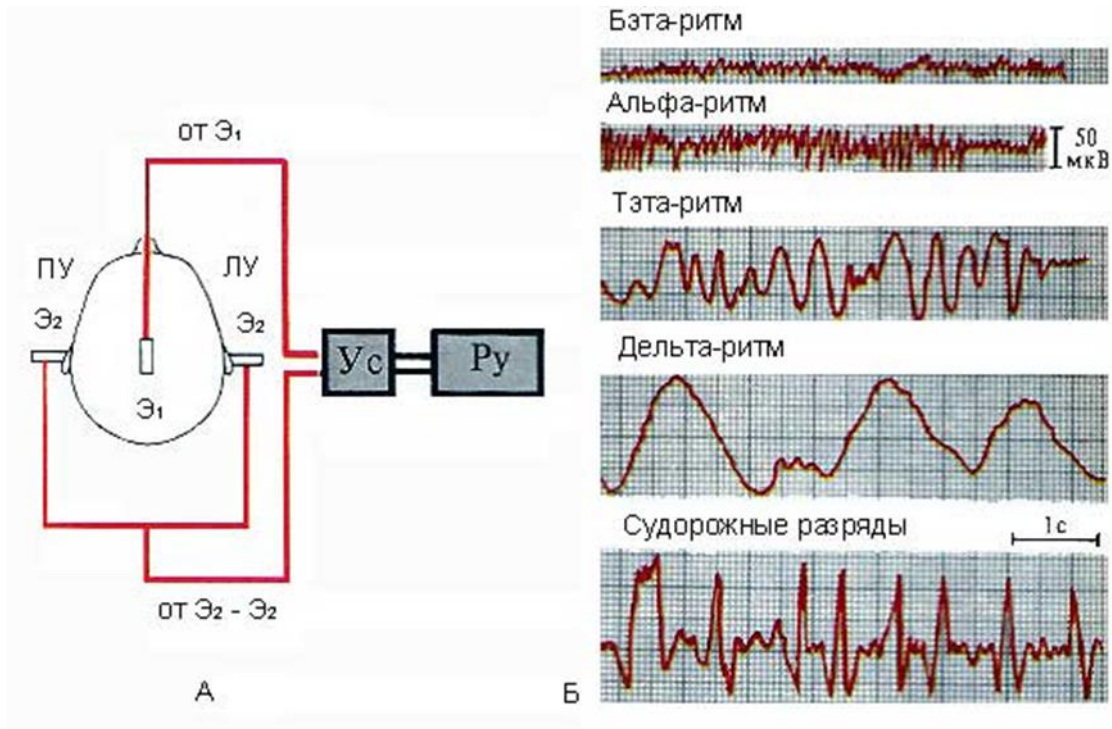 от Э₁
ПУ
ЛУ
Э₂
Э₂
Э₁
Ус
Ру
от Э₂ - Э₂
А
Б
Бэта-ритм
Альфа-ритм
50
мкВ
Тэта-ритм
Дельта-ритм
Судорожные разряды
1с